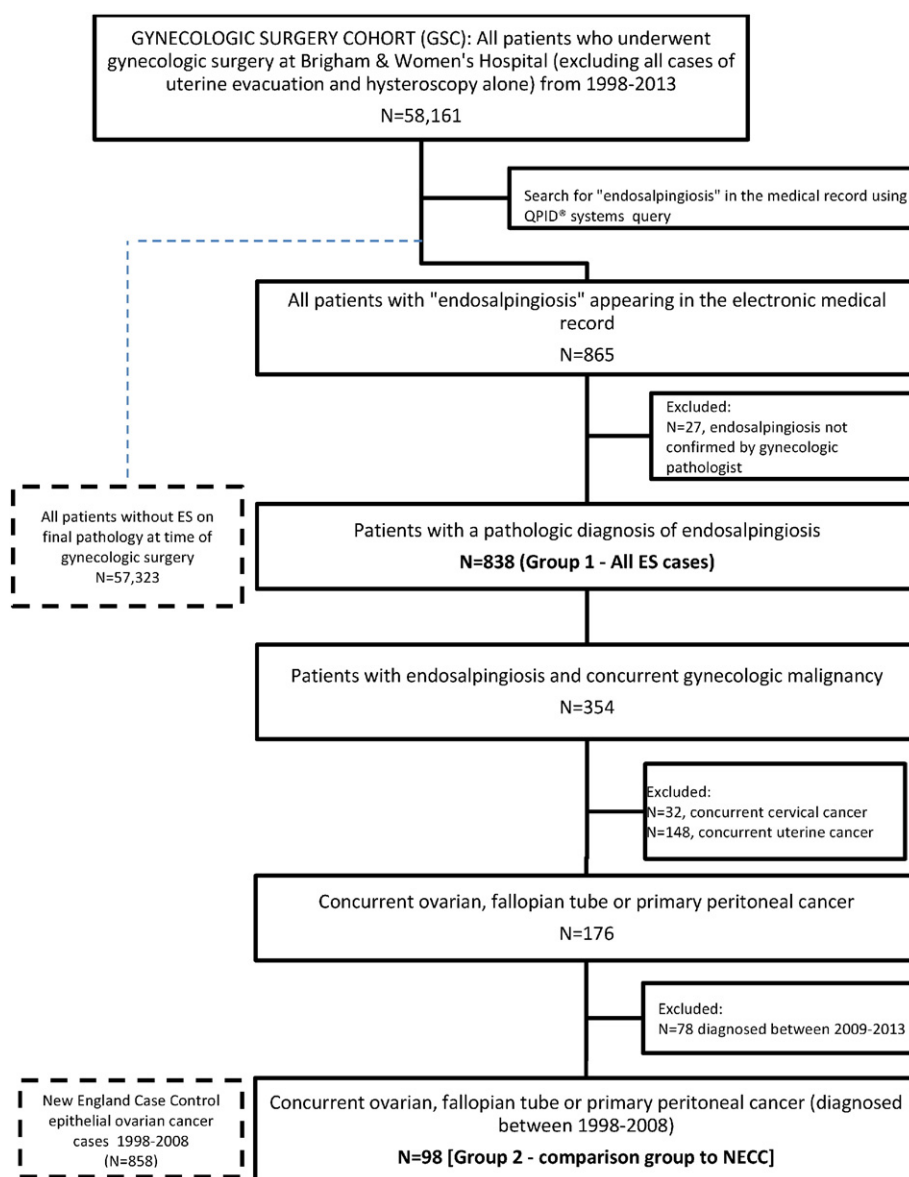 GYNECOLOGIC SURGERY COHORT (GSC): All patients who underwent
gynecologic surgery at Brigham & Women's Hospital (excluding all cases of
uterine evacuation and hysteroscopy alone) from 1998-2013
N=58,161
Search for "endosalpingiosis" in the medical record using
QPID® systems query
All patients with "endosalpingiosis" appearing in the electronic medical
record
N=865
Excluded:
N=27, endosalpingiosis not
confirmed by gynecologic
pathologist
All patients without ES on
final pathology at time of
gynecologic surgery
N=57,323
Patients with a pathologic diagnosis of endosalpingiosis
N=838 (Group 1 - All ES cases)
Patients with endosalpingiosis and concurrent gynecologic malignancy
N=354
Excluded:
N=32, concurrent cervical cancer
N=148, concurrent uterine cancer
Concurrent ovarian, fallopian tube or primary peritoneal cancer
N=176
Excluded:
N=78 diagnosed between 2009-2013
New England Case Control
epithelial ovarian cancer
cases 1998-2008
(N=858)
Concurrent ovarian, fallopian tube or primary peritoneal cancer (diagnosed
between 1998-2008)
N=98 [Group 2 - comparison group to NECC]